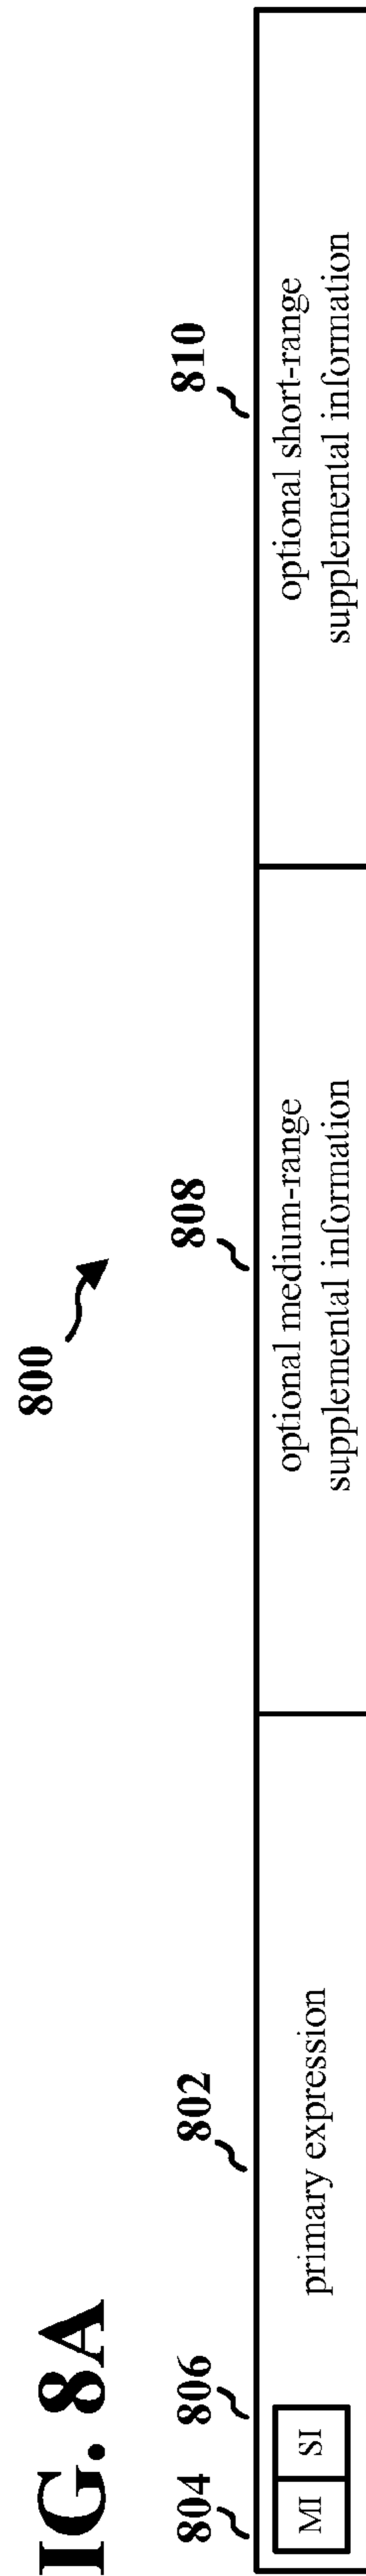 IG. 8A
800
804
806
802
808
810
MI
SI
primary expression
optional medium-range
supplemental information
optional short-range
supplemental information